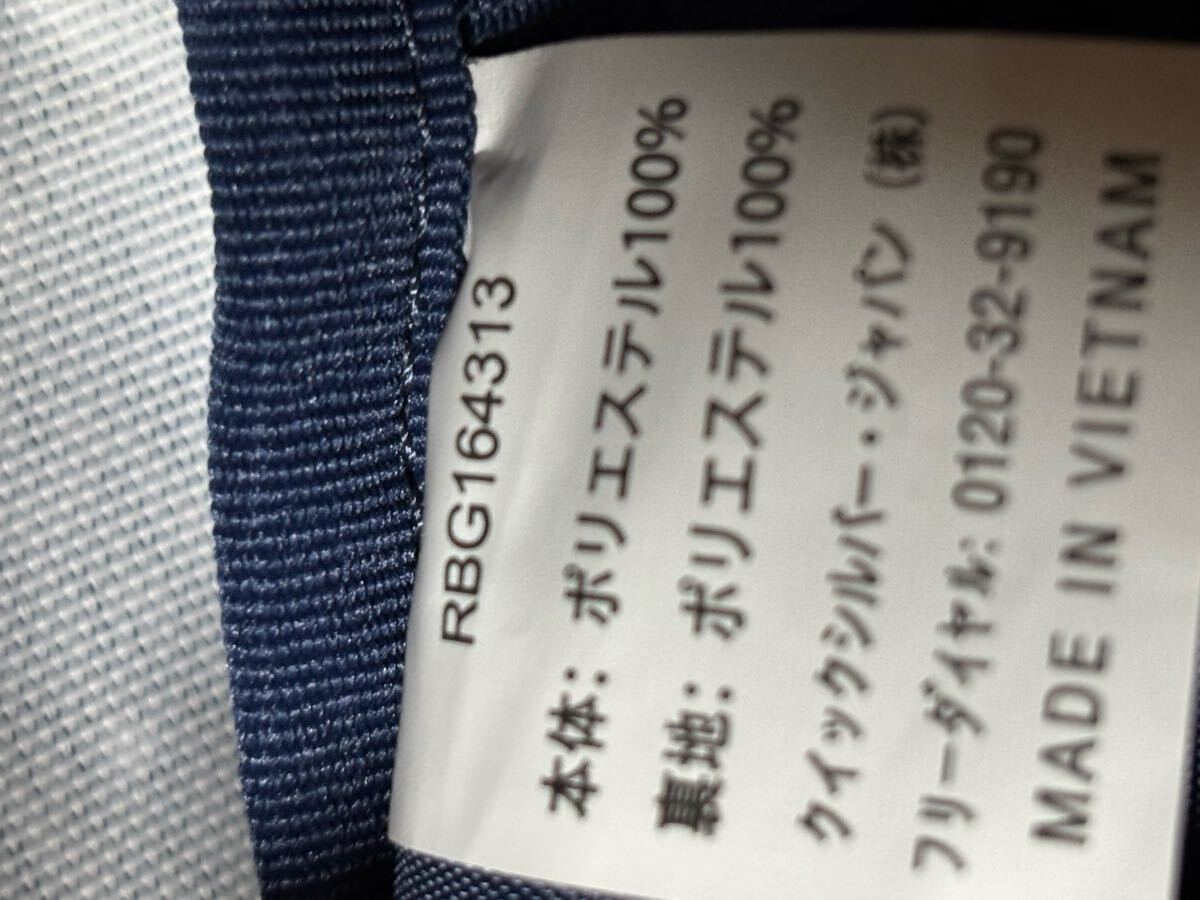 RBG164313
本体: ポリエステル100%
裏地: ポリエステル100%
クイックシルバー・ジャパン (株)
フリーダイヤル: 0120-32-9190
MADE IN VIETNAM